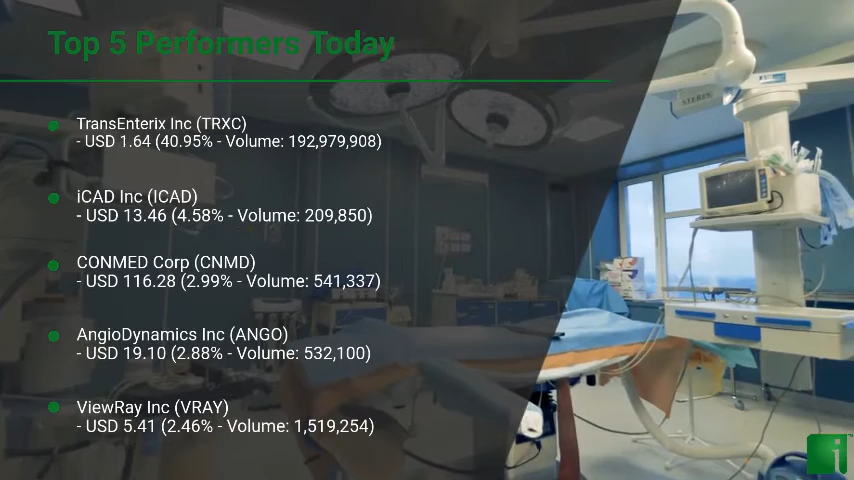 Top 5 Performers Today
STERIS
TransEnterix Inc (TRXC)
- USD 1.64 (40.95% - Volume: 192,979,908)
iCAD Inc (ICAD)
- USD 13.46 (4.58% - Volume: 209,850)
CONMED Corp (CNMD)
- USD 116.28 (2.99% - Volume: 541,337)
AngioDynamics Inc (ANGO)
- USD 19.10 (2.88% - Volume: 532,100)
ViewRay Inc (VRAY)
- USD 5.41 (2.46% - Volume: 1,519,254)
i